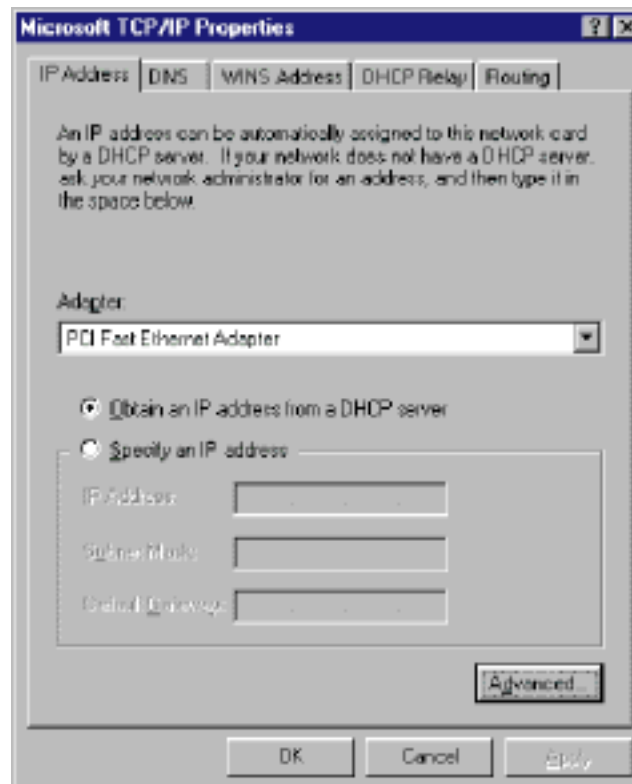 Microsoft TCP/IP Properties
IP Address DNS WINS Address DHCP Relay Routing
An IP address can be automatically assigned to this network card
by a DHCP server. If your network does not have a DHCP server,
ask your network administrator for an address, and then type it in
the space below.
Adapter:
PCI Fast Ethernet Adapter
Obtain an IP address from a DHCP server
Specify an IP address
IP Address:
Subnet Mask:
Default Gateway:
Advanced...
OK Cancel Apply